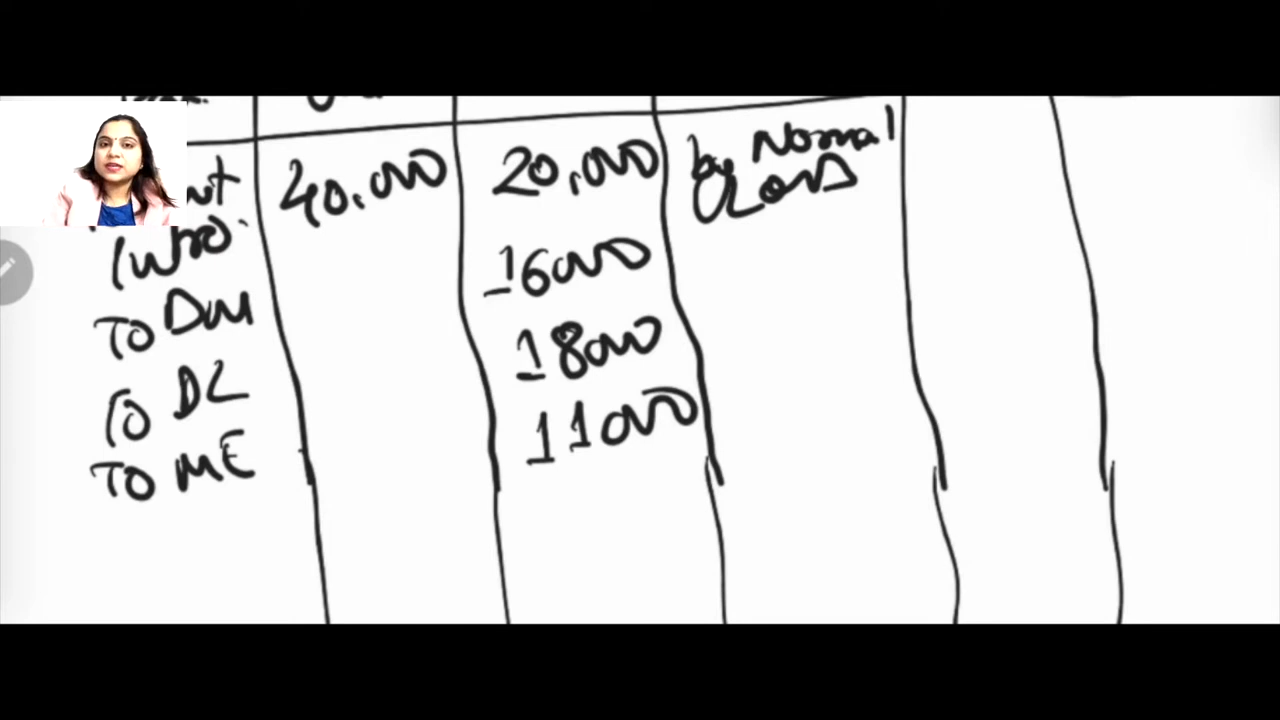 40,000 20,000 by Normal
Loss
16000
To DM
18000
To DL
11000
To ME